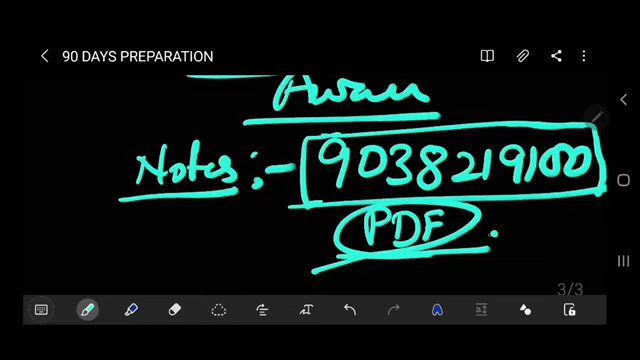 90 DAYS PREPARATION
Notes :- 9038219100
PDF .
3/3